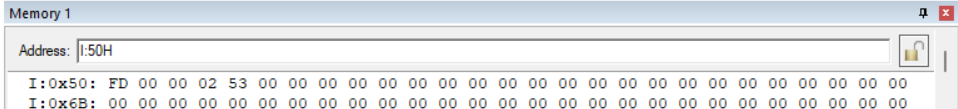 Memory 1
Address: I:50H
I:0x50: FD 00 00 02 53 00 00 00 00 00 00 00 00 00 00 00 00 00 00 00 00 00 00 00 00 00 00
I:0x6B: 00 00 00 00 00 00 00 00 00 00 00 00 00 00 00 00 00 00 00 00 00 00 00 00 00 00 00